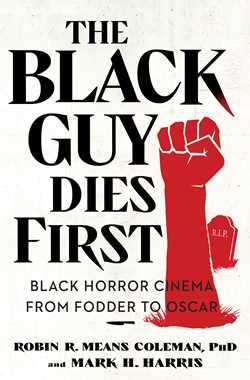 THE
BLACK
GUY
DIES
FIRST
R.I.P.
BLACK HORROR CINEMA
FROM FODDER TO OSCAR
ROBIN R. MEANS COLEMAN, PhD
and MARK H. HARRIS